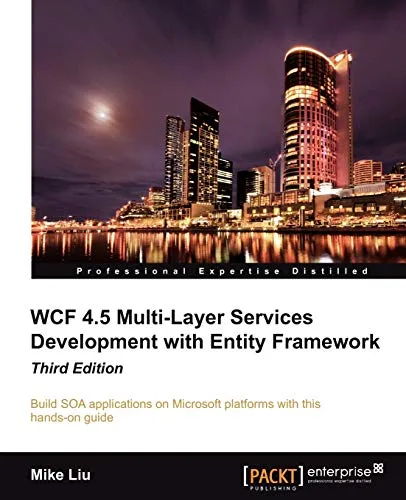 Professional Expertise Distilled
WCF 4.5 Multi-Layer Services
Development with Entity Framework
Third Edition
Build SOA applications on Microsoft platforms with this
hands-on guide
Mike Liu
[PACKT] enterprise
PUBLISHING
professional expertise distilled